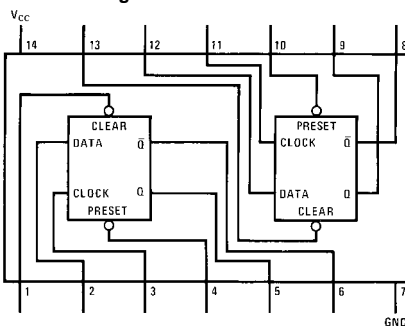 V CC
14 13 12 11 10 9 8
CLEAR PRESET
DATA Q̄ CLOCK Q̄
CLOCK Q DATA Q
PRESET CLEAR
1 2 3 4 5 6 7
GND